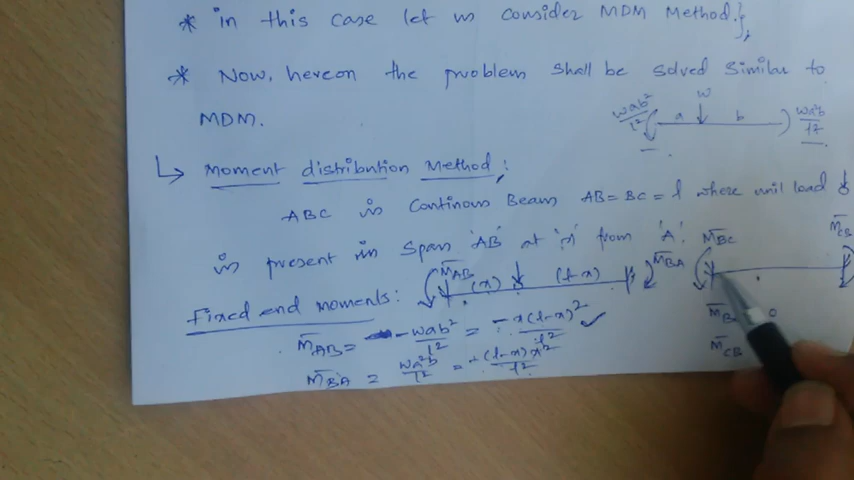 * in this case let us consider MDM Method.},
* Now, hereon the problem shall be solved similar to
MDM.
w
wab²/l² a b wa²b/l²
↳ Moment distribution Method;
ABC is Continous Beam AB=BC=l where unit load ↓
is present in span 'AB' at 'x' from 'A'.
M̄AB (x) (l-x) M̄BA
M̄BC M̄CB
Fixed end moments:
M̄AB = -wab²/l² = -x(l-x)²/l² ✓
M̄BA = wa²b/l² = (l-x)x²/l²
0
M̄CB